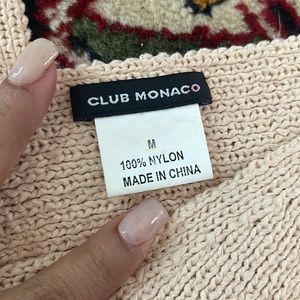 CLUB MONACO
M
100% NYLON
MADE IN CHINA